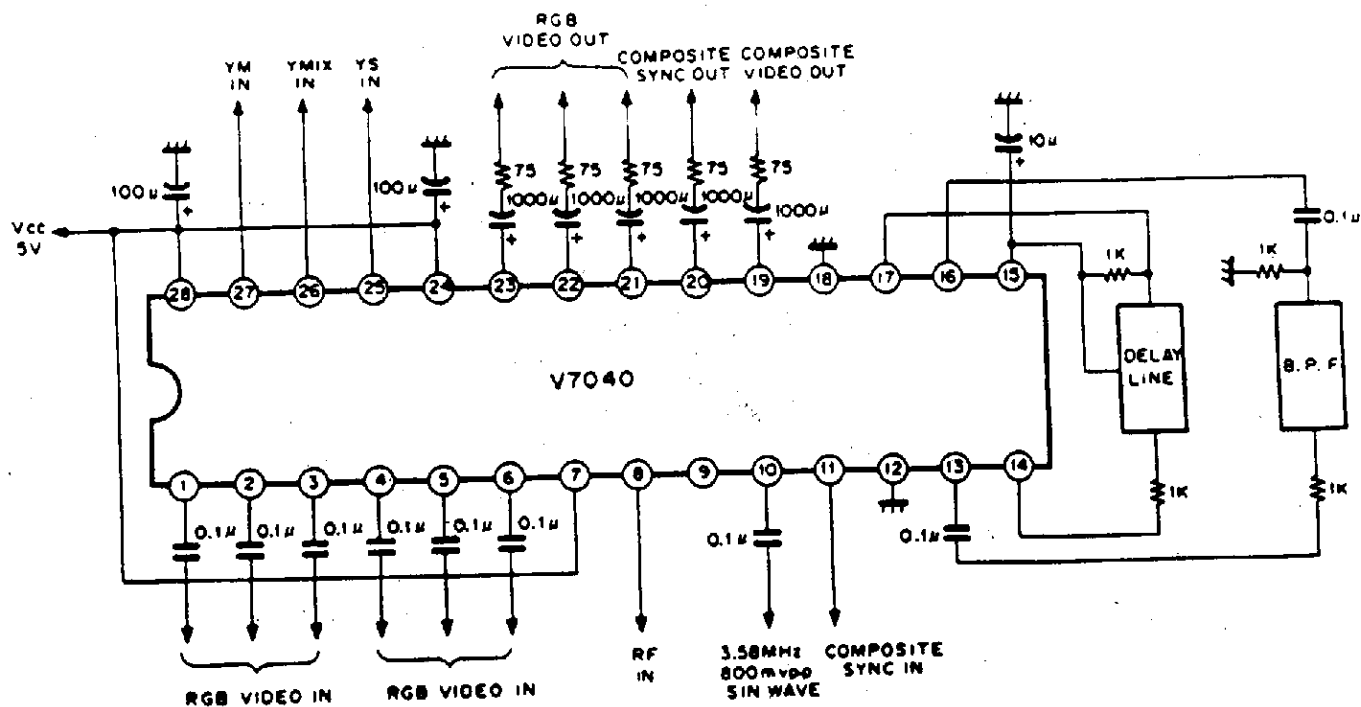 RGB
VIDEO OUT
YM
IN
YMIX
IN
YS
IN
COMPOSITE
SYNC OUT
COMPOSITE
VIDEO OUT
100μ
+
100μ
+
75
75
75
75
75
1000μ
1000μ
1000μ
1000μ
1000μ
+
+
+
+
+
10μ
+
0.1μ
Vcc
5V
1K
1K
28
27
26
25
24
23
22
21
20
19
18
17
16
15
V7040
DELAY
LINE
B.P.F
1
2
3
4
5
6
7
8
9
10
11
12
13
14
1K
1K
0.1μ
0.1μ
0.1μ
0.1μ
0.1μ
0.1μ
0.1μ
0.1μ
RGB VIDEO IN
RGB VIDEO IN
RF
IN
3.58MHz
800mvpp
SIN WAVE
COMPOSITE
SYNC IN